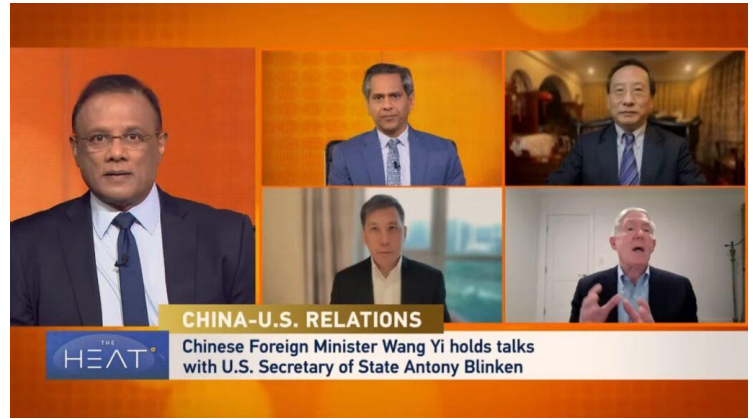 CHINA-U.S. RELATIONS
THE
HEAT
Chinese Foreign Minister Wang Yi holds talks
with U.S. Secretary of State Antony Blinken